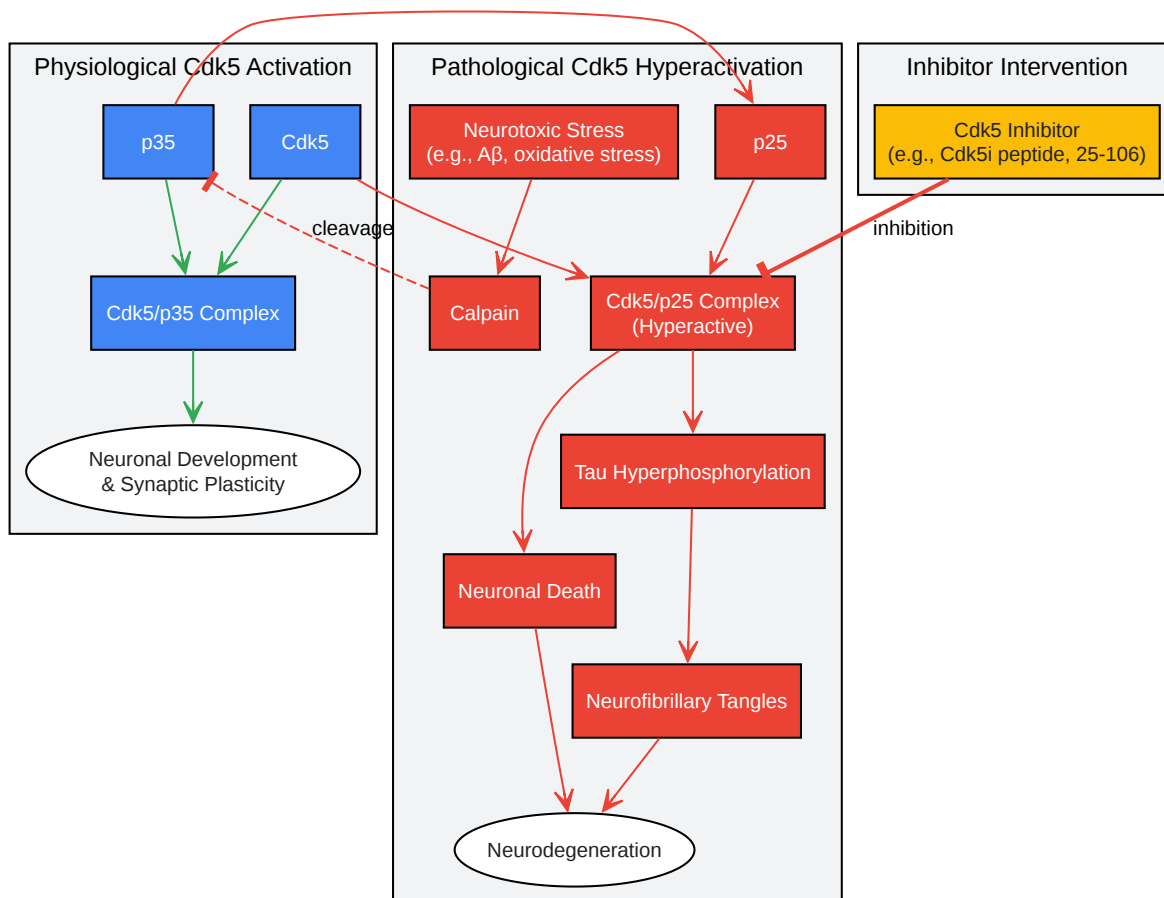 Physiological Cdk5 Activation
p35
Cdk5
Cdk5/p35 Complex
Neuronal Development
& Synaptic Plasticity
cleavage
Pathological Cdk5 Hyperactivation
Neurotoxic Stress
(e.g., Aβ, oxidative stress)
p25
Calpain
Cdk5/p25 Complex
(Hyperactive)
Tau Hyperphosphorylation
Neuronal Death
Neurofibrillary Tangles
Neurodegeneration
Inhibitor Intervention
Cdk5 Inhibitor
(e.g., Cdk5i peptide, 25-106)
inhibition